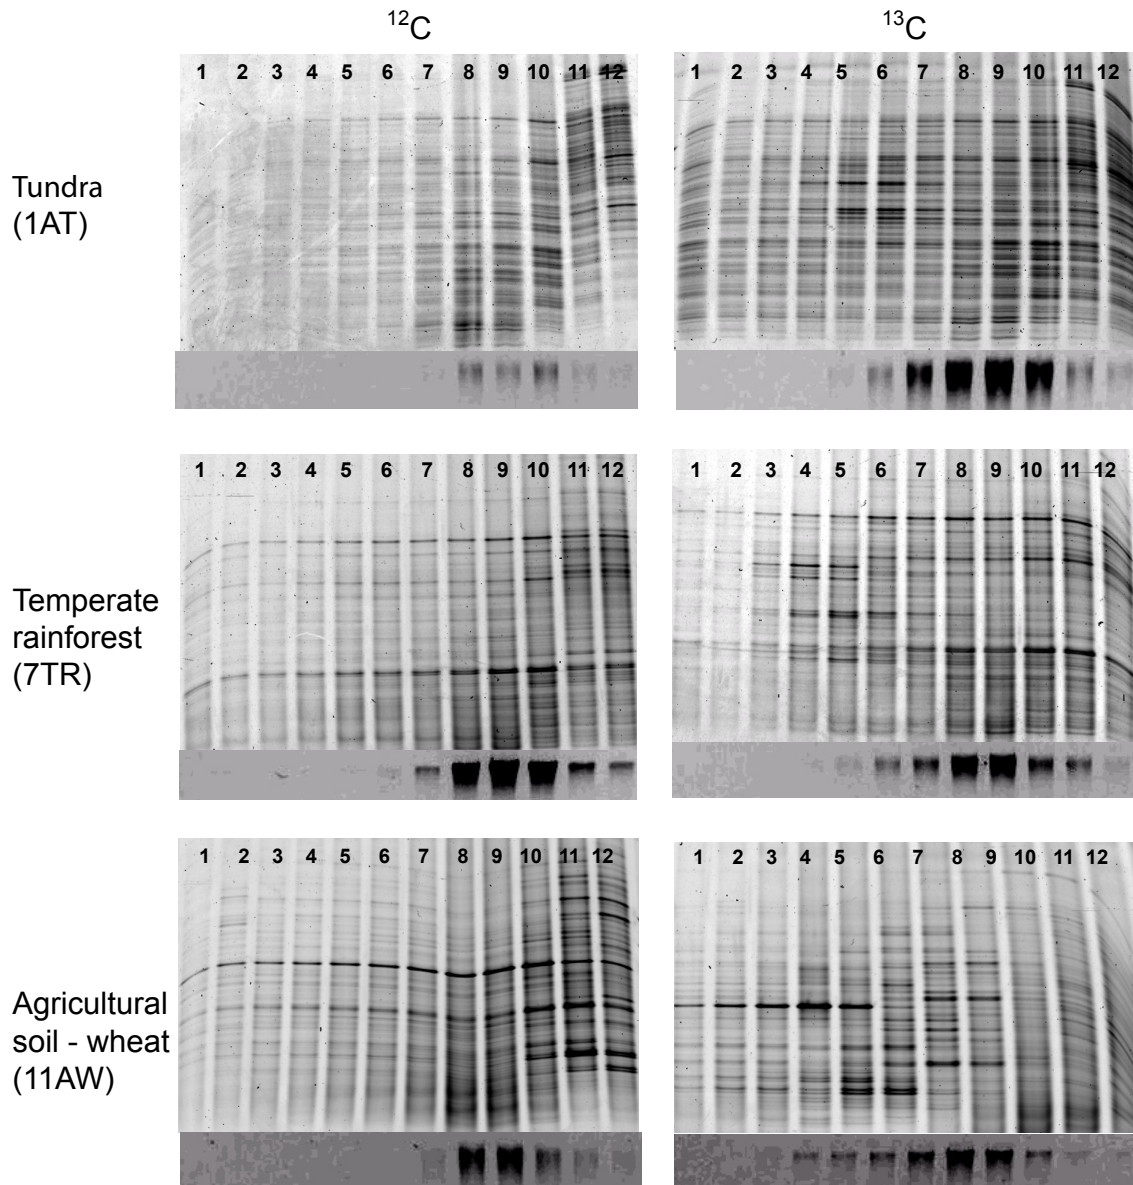 ¹²C ¹³C
1 2 3 4 5 6 7 8 9 10 11 12 1 2 3 4 5 6 7 8 9 10 11 12
Tundra
(1AT)
1 2 3 4 5 6 7 8 9 10 11 12 1 2 3 4 5 6 7 8 9 10 11 12
Temperate
rainforest
(7TR)
1 2 3 4 5 6 7 8 9 10 11 12 1 2 3 4 5 6 7 8 9 10 11 12
Agricultural
soil - wheat
(11AW)